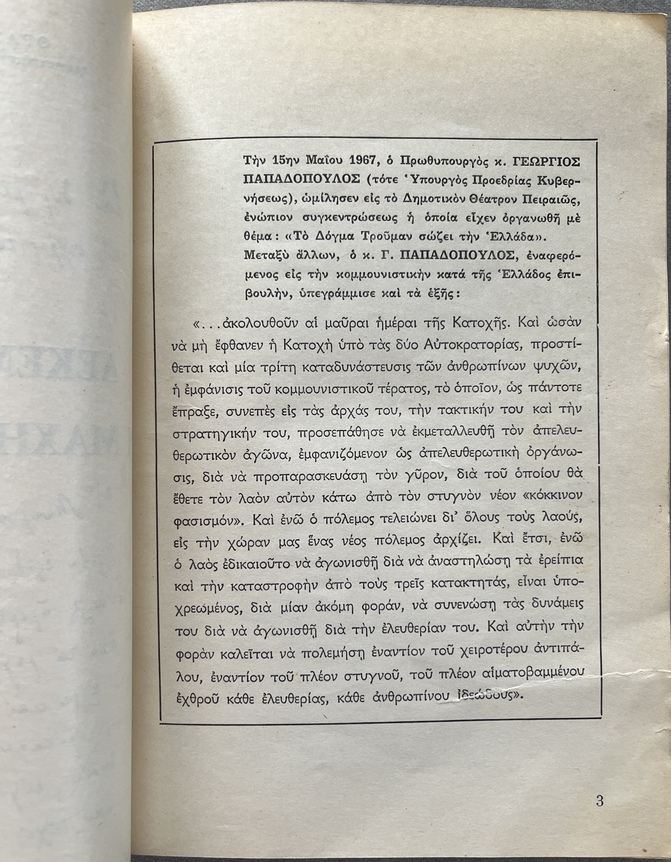 Τὴν 15ην Μαΐου 1967, ὁ Πρωθυπουργὸς κ. ΓΕΩΡΓΙΟΣ
ΠΑΠΑΔΟΠΟΥΛΟΣ (τότε Ὑπουργὸς Προεδρίας Κυβερ-
νήσεως), ὡμίλησεν εἰς τὸ Δημοτικὸν Θέατρον Πειραιῶς,
ἐνώπιον συγκεντρώσεως ἡ ὁποία εἶχεν ὀργανωθῆ μὲ
θέμα : «Τὸ Δόγμα Τροῦμαν σώζει τὴν Ἑλλάδα».
Μεταξὺ ἄλλων, ὁ κ. Γ. ΠΑΠΑΔΟΠΟΥΛΟΣ, ἀναφερό-
μενος εἰς τὴν κομμουνιστικὴν κατά τῆς Ἑλλάδος ἐπι-
βουλήν, ὑπεγράμμισε καὶ τὰ ἑξῆς :
«...ἀκολουθοῦν αἱ μαῦραι ἡμέραι τῆς Κατοχῆς. Καὶ ὡσὰν
νὰ μὴ ἔφθανεν ἡ Κατοχὴ ὑπὸ τὰς δύο Αὐτοκρατορίας, προστί-
θεται καὶ μία τρίτη καταδυνάστευσις τῶν ἀνθρωπίνων ψυχῶν,
ἡ ἐμφάνισις τοῦ κομμουνιστικοῦ τέρατος, τὸ ὁποῖον, ὡς πάντοτε
ἔπραξε, συνεπὲς εἰς τὰς ἀρχάς του, τὴν τακτικήν του καὶ τὴν
στρατηγικήν του, προσεπάθησε νὰ ἐκμεταλλευθῆ τὸν ἀπελευ-
θερωτικὸν ἀγῶνα, ἐμφανιζόμενον ὡς ἀπελευθερωτικὴ ὀργάνω-
σις, διὰ νὰ προπαρασκευάση τὸν γῦρον, διὰ τοῦ ὁποίου θὰ
ἔθετε τὸν λαὸν αὐτὸν κάτω ἀπὸ τὸν στυγνὸν νέον «κόκκινον
φασισμόν». Καὶ ἐνῶ ὁ πόλεμος τελειώνει δι' ὅλους τοὺς λαούς,
εἰς τὴν χώραν μας ἕνας νέος πόλεμος ἀρχίζει. Καὶ ἔτσι, ἐνῶ
ὁ λαὸς ἐδικαιοῦτο νὰ ἀγωνισθῆ διὰ νὰ ἀναστηλώση τὰ ἐρείπια
καὶ τὴν καταστροφὴν ἀπὸ τοὺς τρεῖς κατακτητάς, εἶναι ὑπο-
χρεωμένος, διὰ μίαν ἀκόμη φοράν, νὰ συνενώση τὰς δυνάμεις
του διὰ νὰ ἀγωνισθῆ διὰ τὴν ἐλευθερίαν του. Καὶ αὐτὴν τὴν
φορὰν καλεῖται νὰ πολεμήση ἐναντίον τοῦ χειροτέρου ἀντιπά-
λου, ἐναντίον τοῦ πλέον στυγνοῦ, τοῦ πλέον αἱματοβαμμένου
ἐχθροῦ κάθε ἐλευθερίας, κάθε ἀνθρωπίνου ἰδεώδους».
3